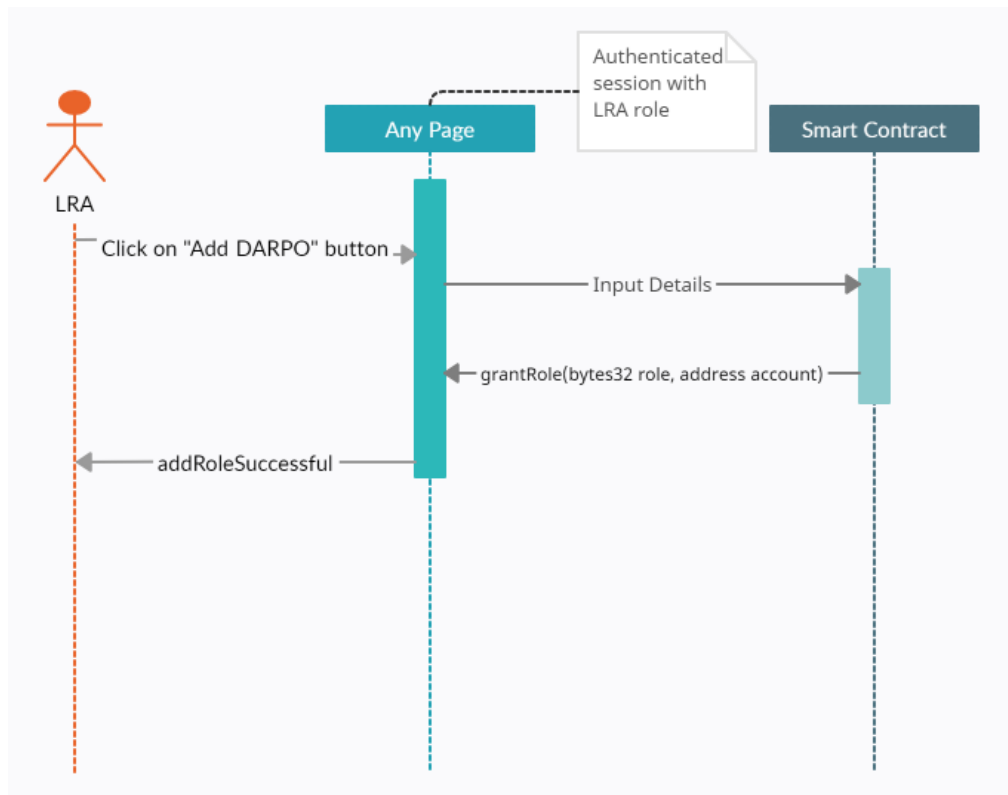 Authenticated
session with
LRA role
Any Page
Smart Contract
LRA
Click on "Add DARPO" button
Input Details
grantRole(bytes32 role, address account)
addRoleSuccessful